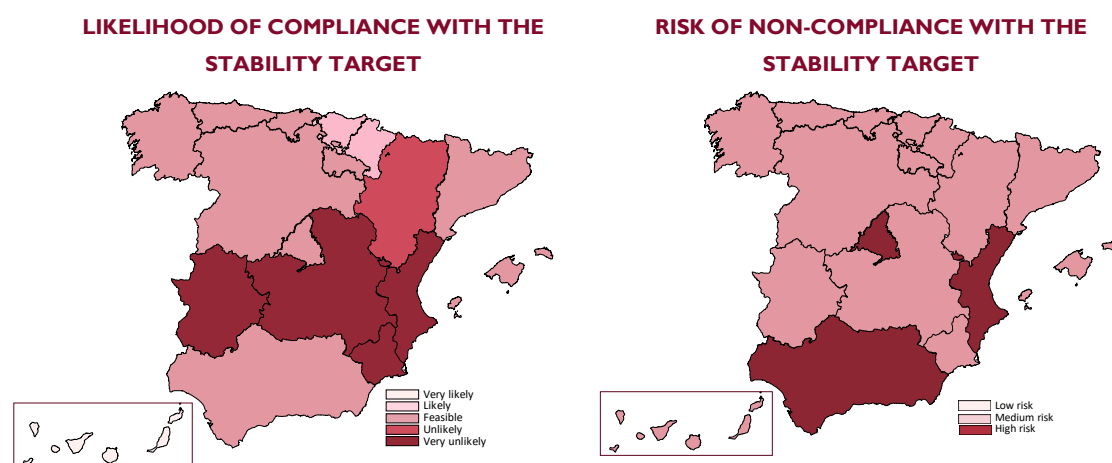 LIKELIHOOD OF COMPLIANCE WITH THE
STABILITY TARGET
Very likely
Likely
Feasible
Unlikely
Very unlikely
RISK OF NON-COMPLIANCE WITH THE
STABILITY TARGET
Low risk
Medium risk
High risk